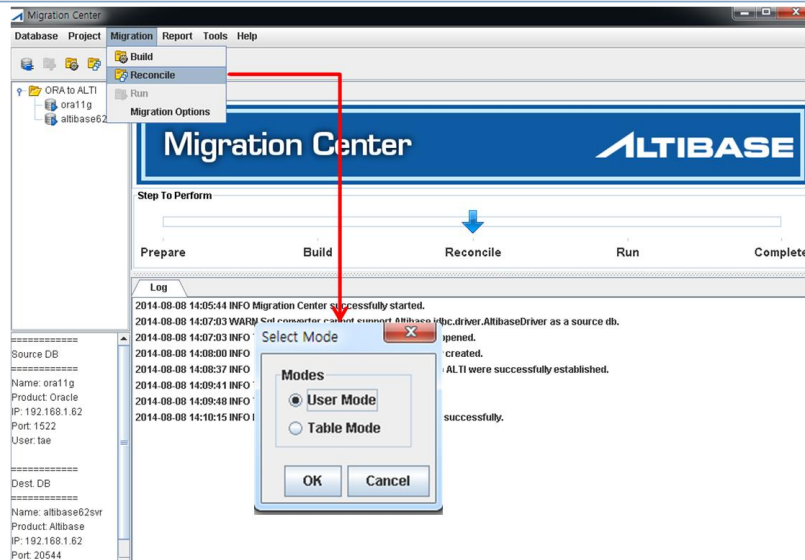 Migration Center
Database Project Migration Report Tools Help
Build
Reconcile
Run
Migration Options
ORA to ALTI
ora11g
altibase62
Migration Center
ALTIBASE
Step To Perform
Prepare Build Reconcile Run Complete
Log
2014-08-08 14:05:44 INFO Migration Center successfully started.
2014-08-08 14:07:03 WARN Sql converter cannot support Altibase.jdbc.driver.AltibaseDriver as a source db.
2014-08-08 14:07:03 INFO opened.
2014-08-08 14:08:00 INFO created.
2014-08-08 14:08:37 INFO ALTI were successfully established.
2014-08-08 14:09:41 INFO
2014-08-08 14:09:48 INFO
2014-08-08 14:10:15 INFO successfully.
Select Mode
Modes
User Mode
Table Mode
OK Cancel
============
Source DB
============
Name: ora11g
Product: Oracle
IP: 192.168.1.62
Port: 1522
User: tae
============
Dest. DB
============
Name: altibase62svr
Product: Altibase
IP: 192.168.1.62
Port: 20544